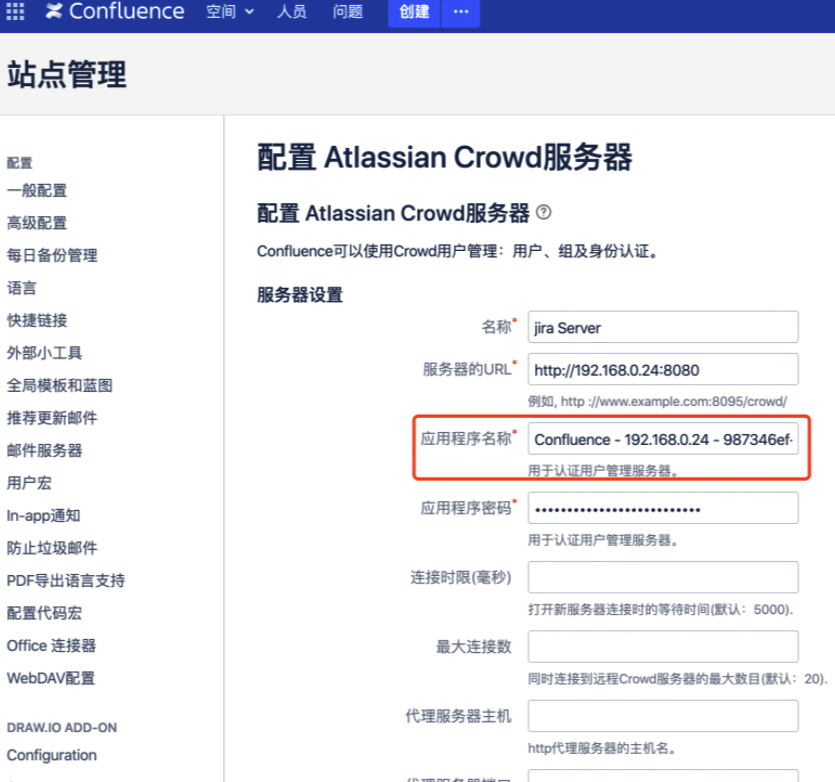 Confluence 空间 人员 问题 创建 ...
站点管理
配置
一般配置
高级配置
每日备份管理
语言
快捷链接
外部小工具
全局模板和蓝图
推荐更新邮件
邮件服务器
用户宏
In-app通知
防止垃圾邮件
PDF导出语言支持
配置代码宏
Office 连接器
WebDAV配置
DRAW.IO ADD-ON
Configuration
配置 Atlassian Crowd服务器
配置 Atlassian Crowd服务器 ?
Confluence可以使用Crowd用户管理：用户、组及身份认证。
服务器设置
名称* jira Server
服务器的URL* http://192.168.0.24:8080
例如, http ://www.example.com:8095/crowd/
应用程序名称* Confluence - 192.168.0.24 - 987346ef-
用于认证用户管理服务器。
应用程序密码* ••••••••••••••••••••••••••
用于认证用户管理服务器。
连接时限(毫秒)
打开新服务器连接时的等待时间(默认：5000).
最大连接数
同时连接到远程Crowd服务器的最大数目(默认：20).
代理服务器主机
http代理服务器的主机名。
代理服务器端口